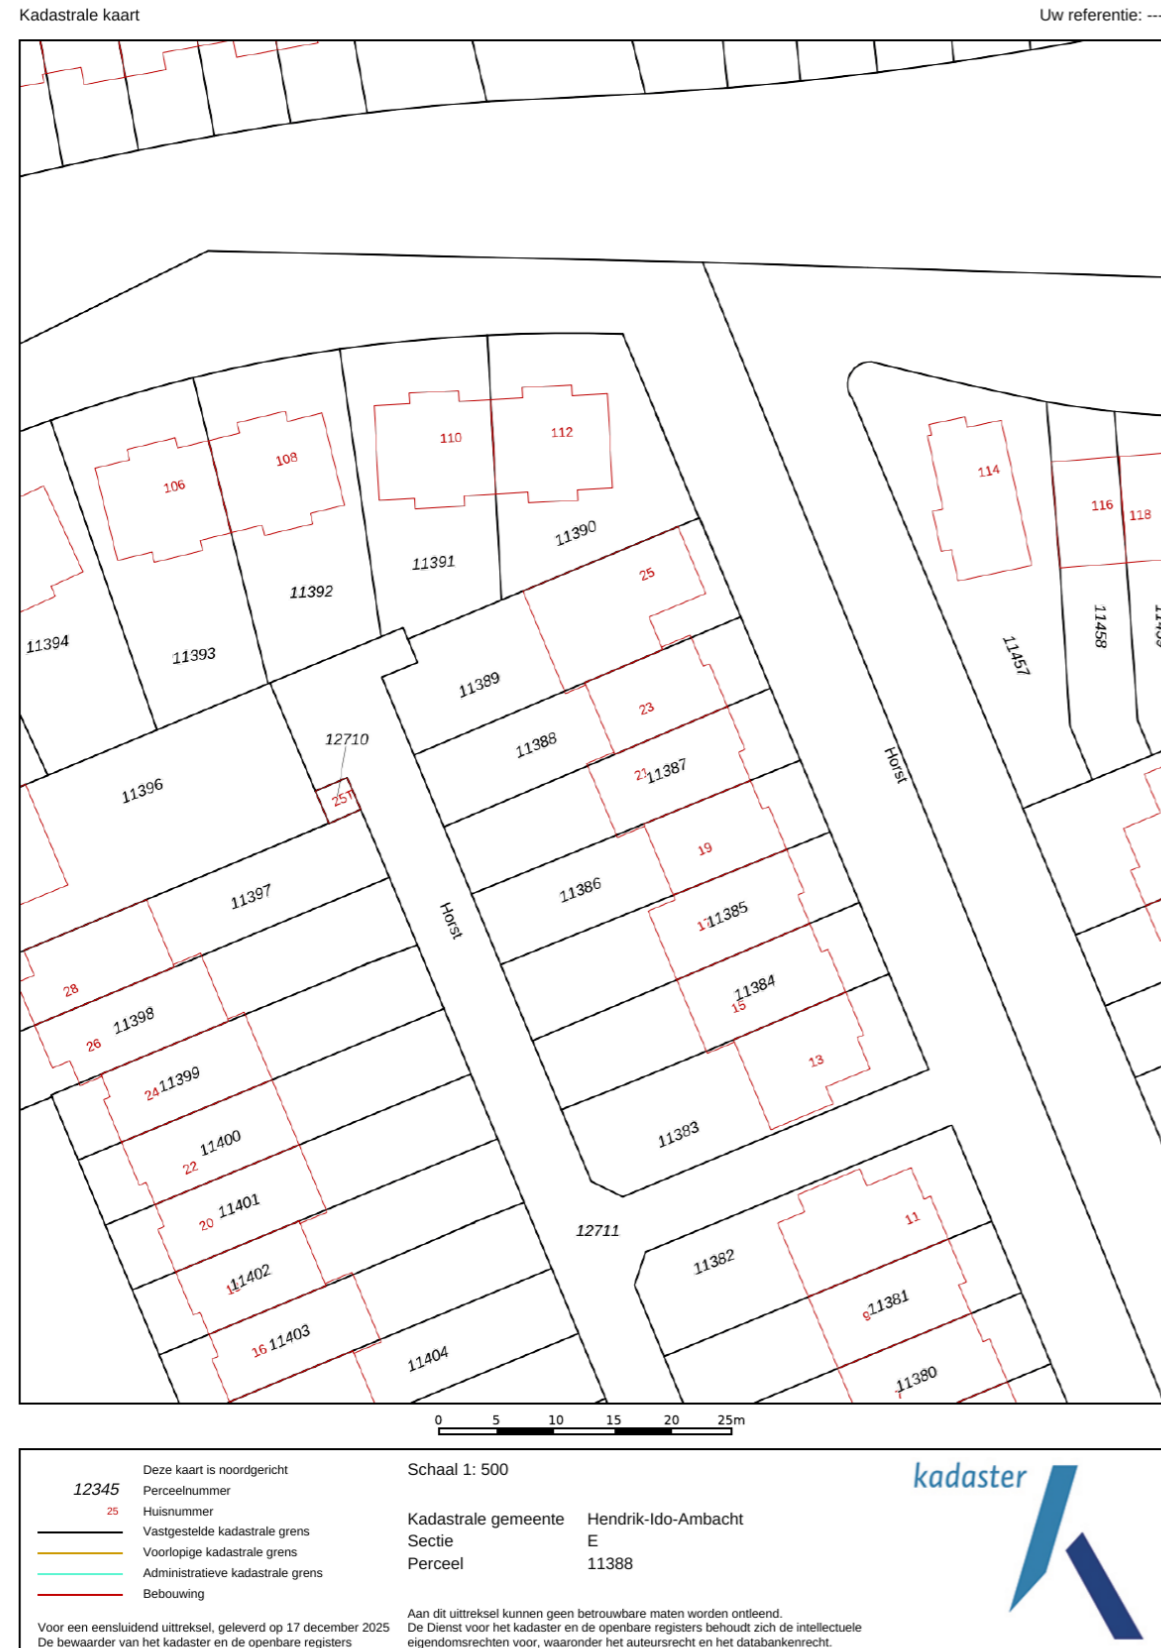 Kadastrale kaart
Uw referentie: ---
106
108
110
112
114
116
118
11390
11391
11392
11393
11394
25
11389
11388
23
21
11387
11457
11458
12710
25T
11396
Horst
19
11386
11397
Horst
11385
28
11398
26
11384
15
24
11399
13
11400
22
11383
20
11401
12711
11
11382
11402
11381
9
16
11403
11404
11380
7
0 5 10 15 20 25m
Deze kaart is noordgericht
12345 Perceelnummer
25 Huisnummer
Vastgestelde kadastrale grens
Voorlopige kadastrale grens
Administratieve kadastrale grens
Bebouwing
Voor een eensluidend uittreksel, geleverd op 17 december 2025
De bewaarder van het kadaster en de openbare registers
Schaal 1: 500
Kadastrale gemeente Hendrik-Ido-Ambacht
Sectie E
Perceel 11388
Aan dit uittreksel kunnen geen betrouwbare maten worden ontleend.
De Dienst voor het kadaster en de openbare registers behoudt zich de intellectuele
eigendomsrechten voor, waaronder het auteursrecht en het databankenrecht.
kadaster